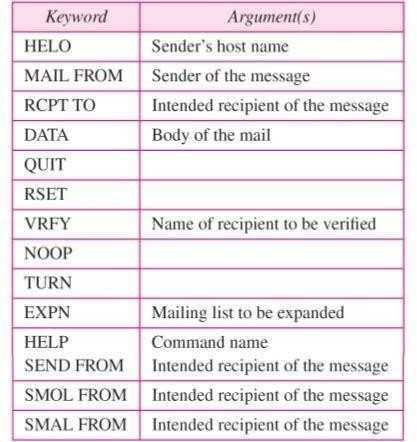 Keyword Argument(s)
HELO Sender's host name
MAIL FROM Sender of the message
RCPT TO Intended recipient of the message
DATA Body of the mail
QUIT
RSET
VRFY Name of recipient to be verified
NOOP
TURN
EXPN Mailing list to be expanded
HELP Command name
SEND FROM Intended recipient of the message
SMOL FROM Intended recipient of the message
SMAL FROM Intended recipient of the message